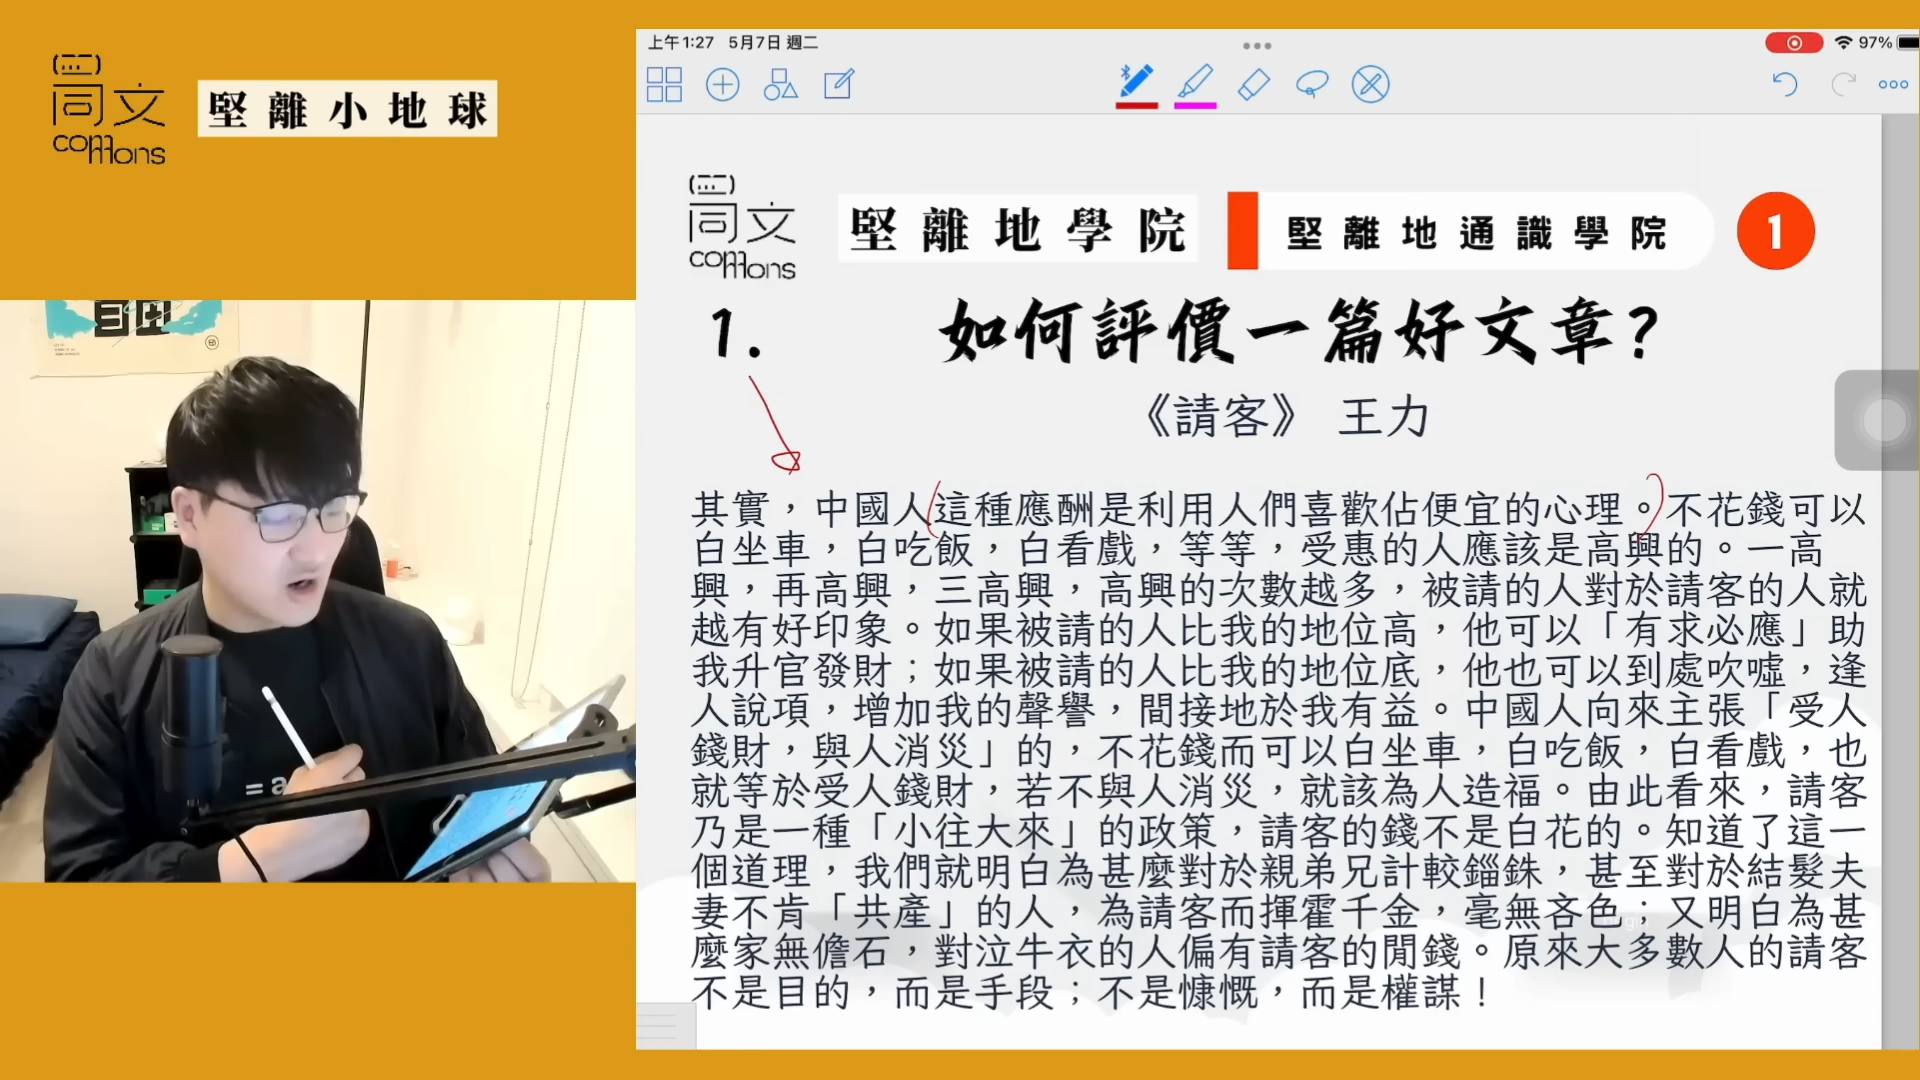 同文
commons
堅離小地球
自由
= a
上午1:27 5月7日 週二
97%
同文
commons
堅離地學院
堅離地通識學院
1
1. 如何評價一篇好文章?
《請客》 王力
其實，中國人這種應酬是利用人們喜歡佔便宜的心理。不花錢可以
白坐車，白吃飯，白看戲，等等，受惠的人應該是高興的。一高
興，再高興，三高興，高興的次數越多，被請的人對於請客的人就
越有好印象。如果被請的人比我的地位高，他可以「有求必應」助
我升官發財；如果被請的人比我的地位底，他也可以到處吹噓，逢
人說項，增加我的聲譽，間接地於我有益。中國人向來主張「受人
錢財，與人消災」的，不花錢而可以白坐車，白吃飯，白看戲，也
就等於受人錢財，若不與人消災，就該為人造福。由此看來，請客
乃是一種「小往大來」的政策，請客的錢不是白花的。知道了這一
個道理，我們就明白為甚麼對於親弟兄計較錙銖，甚至對於結髮夫
妻不肯「共產」的人，為請客而揮霍千金，毫無吝色；又明白為甚
麼家無儋石，對泣牛衣的人偏有請客的閒錢。原來大多數人的請客
不是目的，而是手段；不是慷慨，而是權謀！